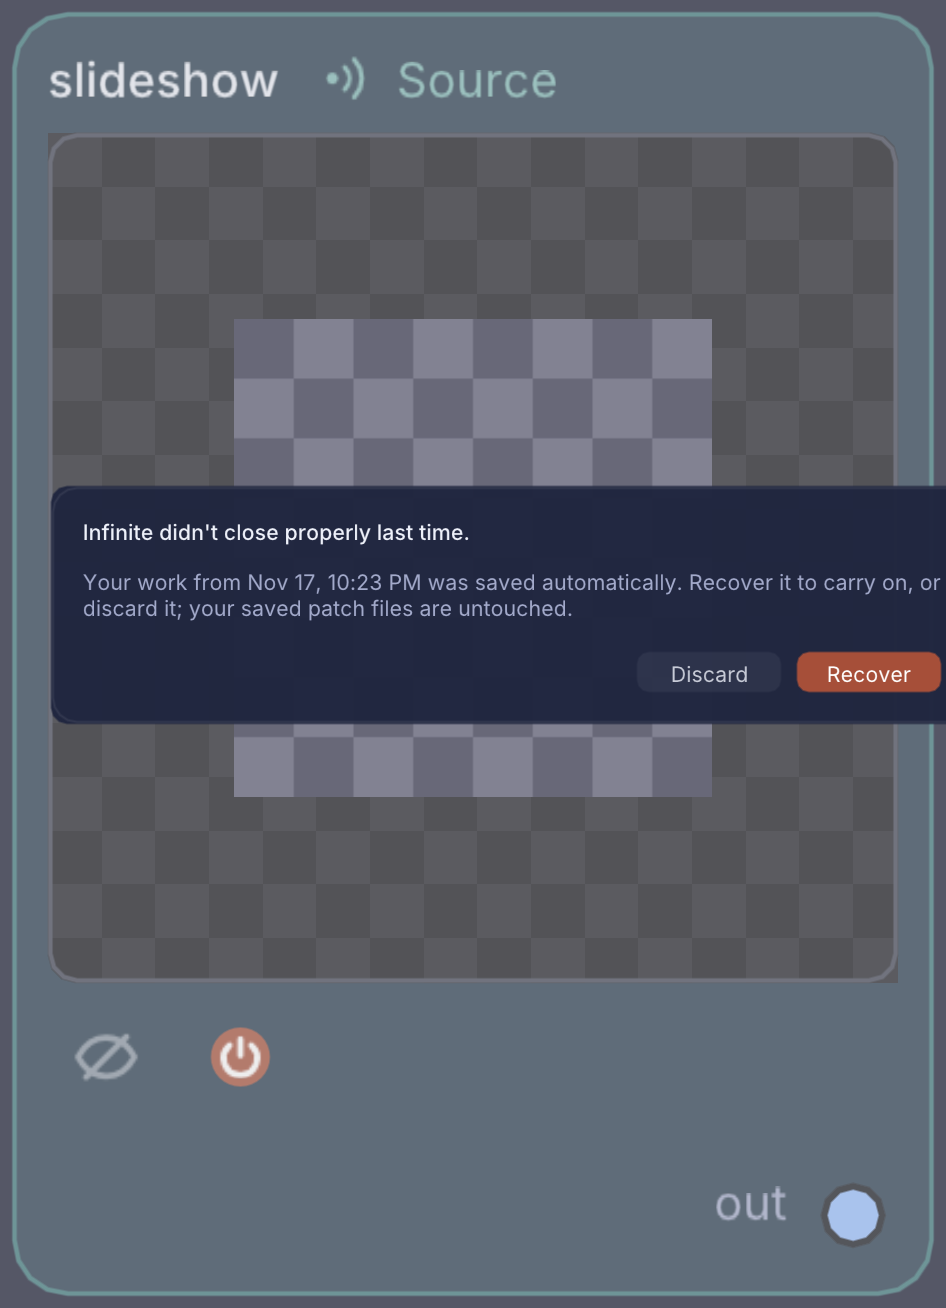 slideshow Source
Infinite didn't close properly last time.
Your work from Nov 17, 10:23 PM was saved automatically. Recover it to carry on, or
discard it; your saved patch files are untouched.
Discard Recover
out